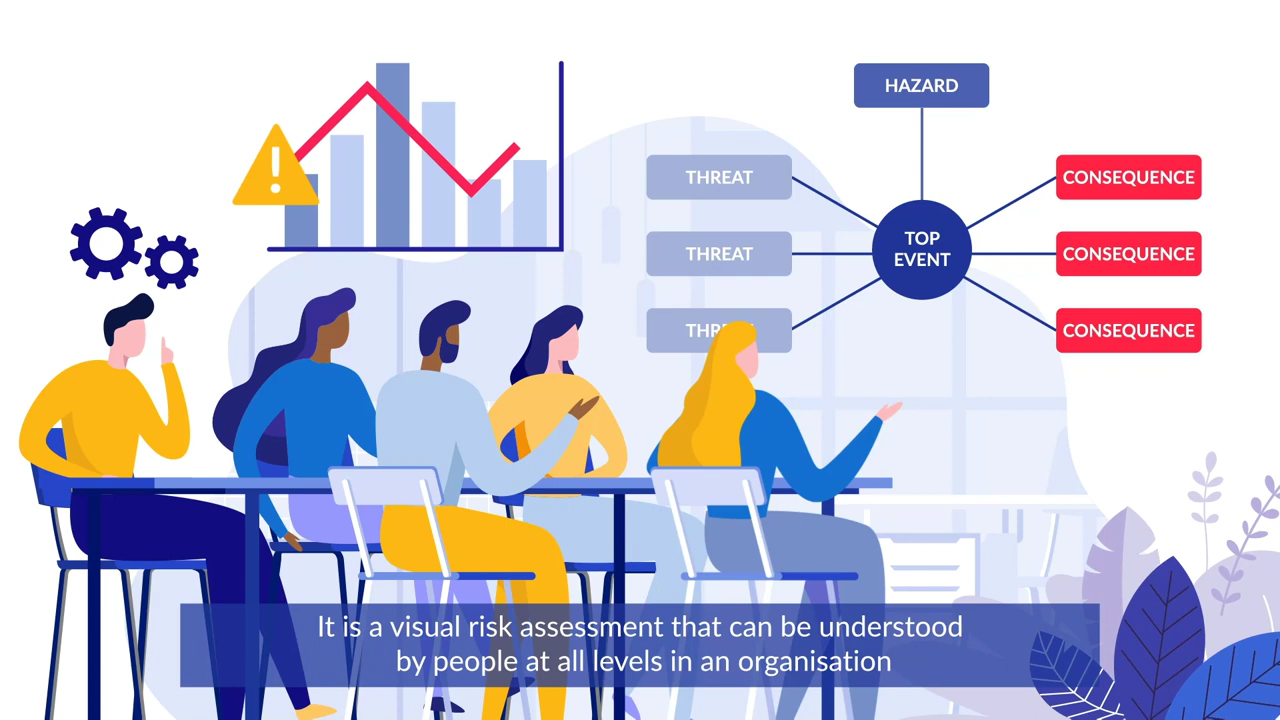 HAZARD
THREAT
CONSEQUENCE
TOP
EVENT
THREAT
CONSEQUENCE
CONSEQUENCE
It is a visual risk assessment that can be understood
by people at all levels in an organisation